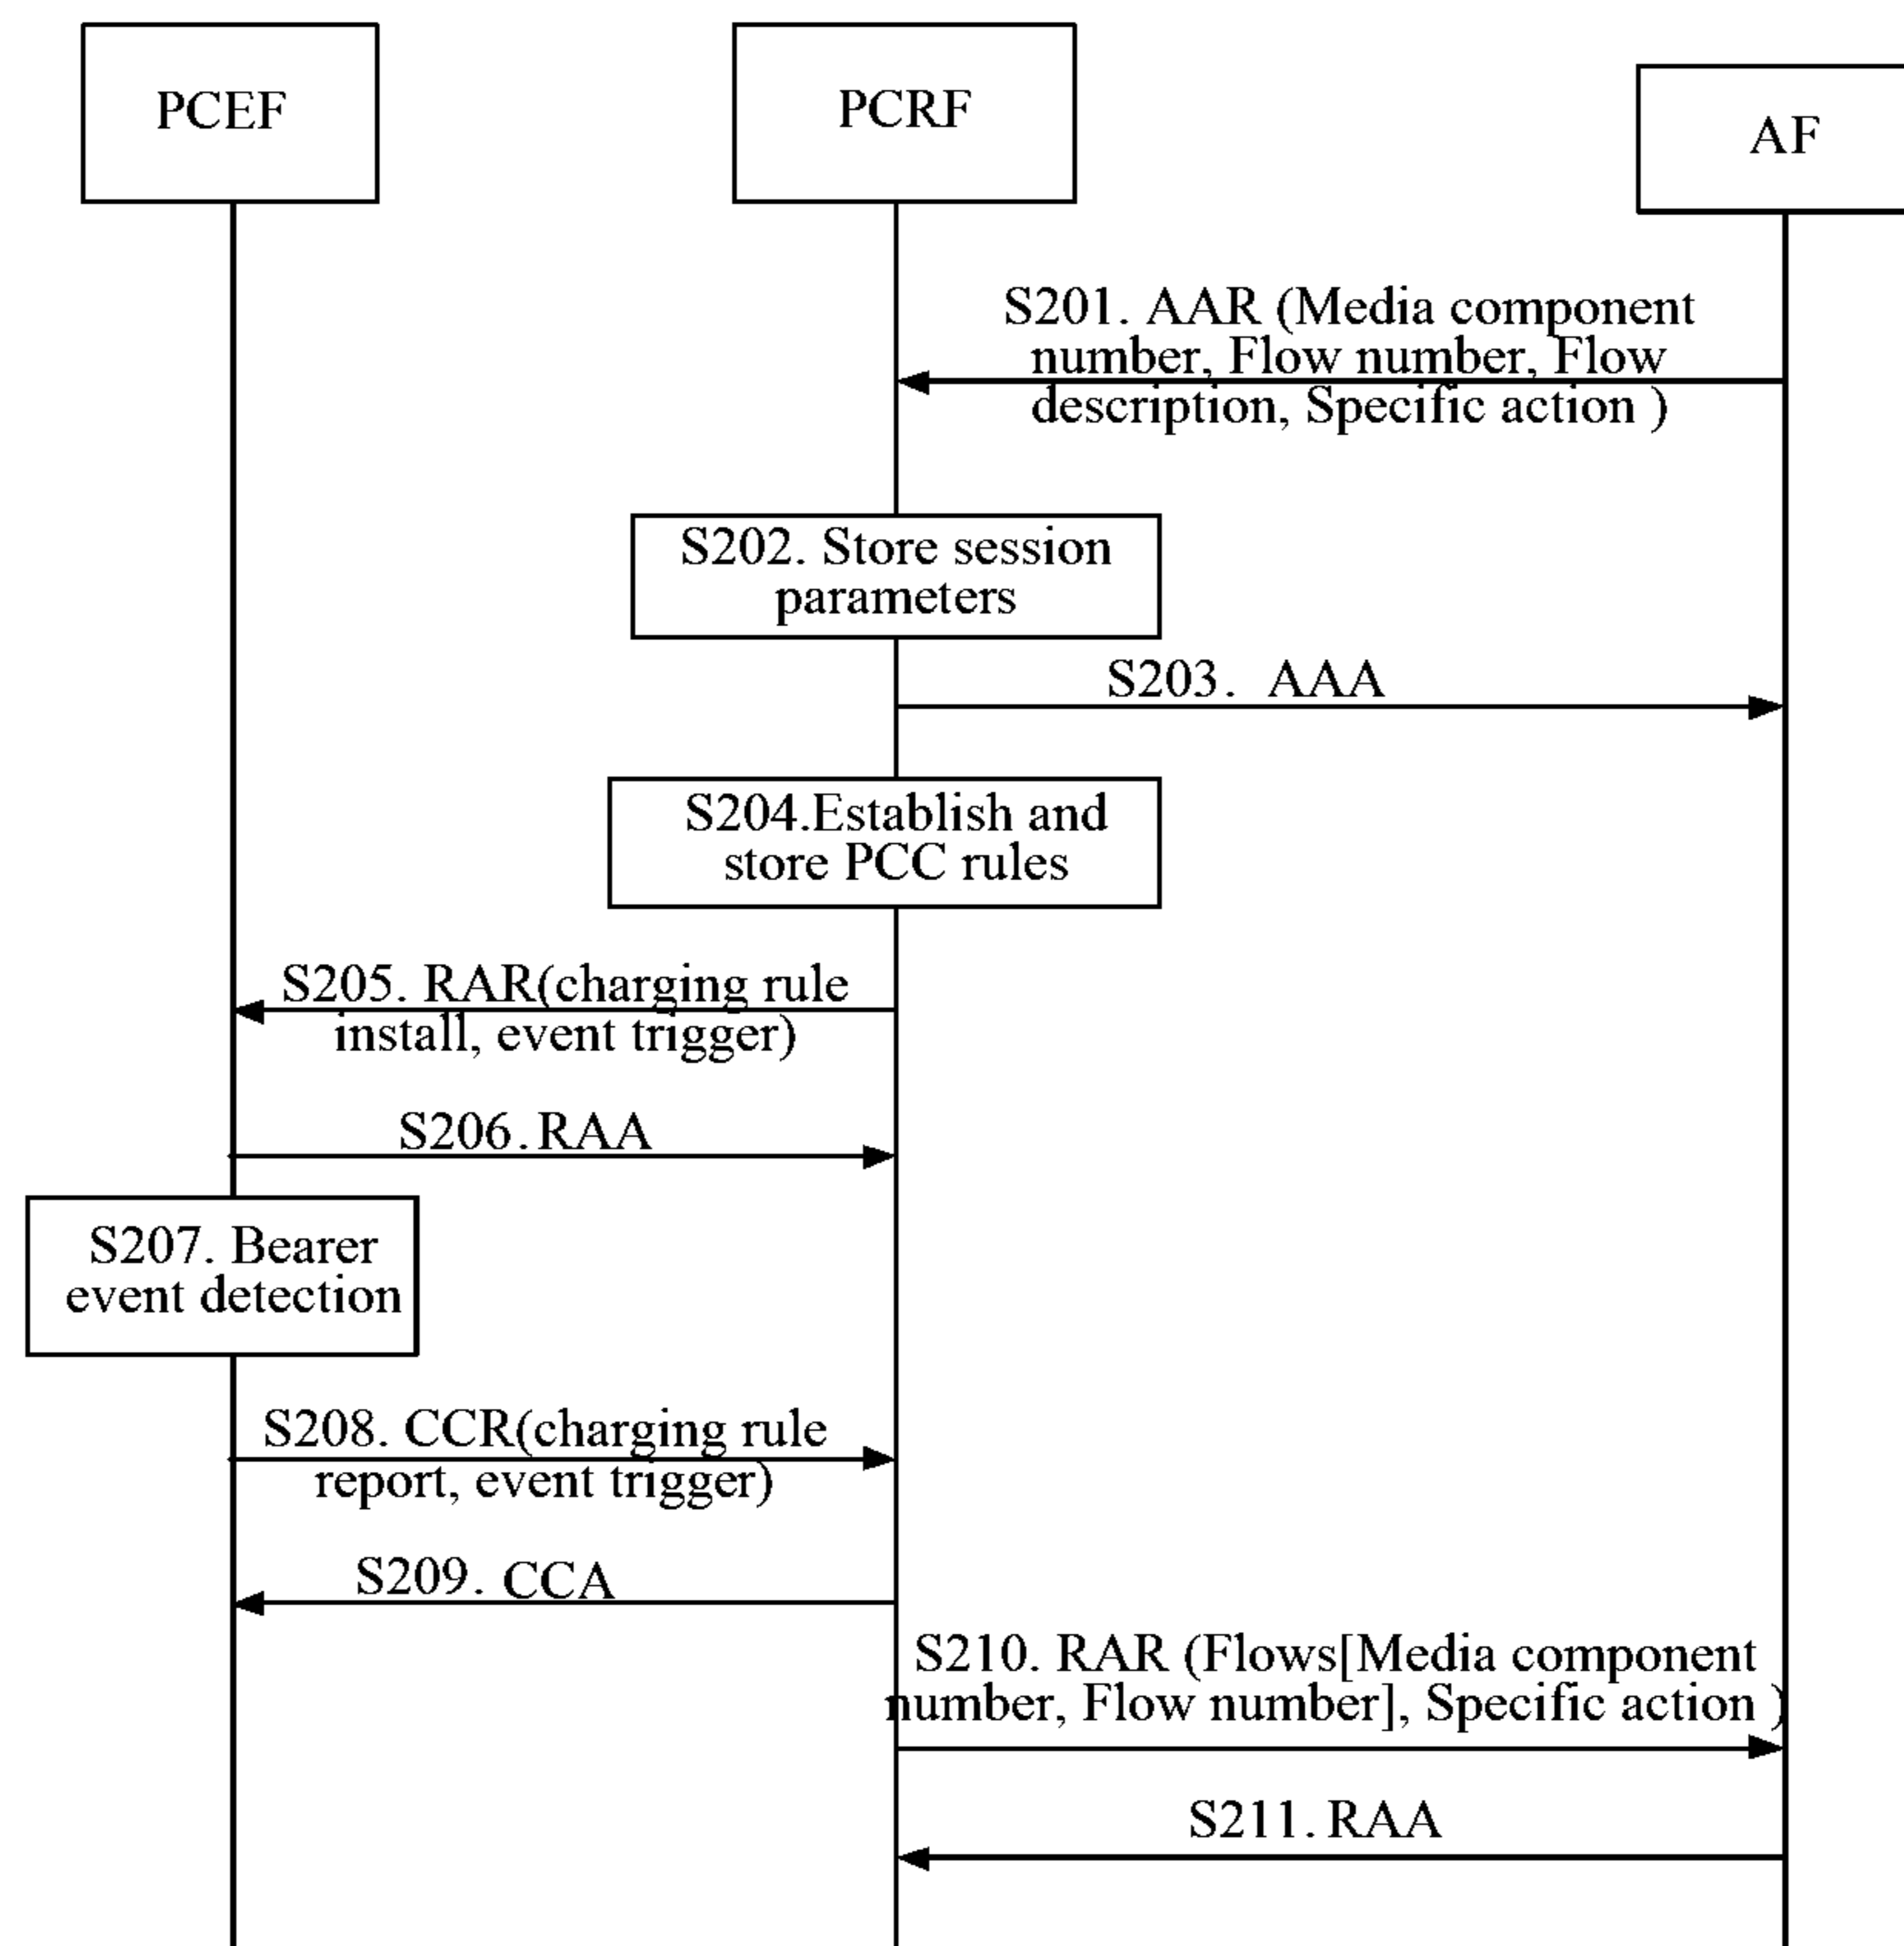 PCEF
PCRF
AF
S201. AAR (Media component
number, Flow number, Flow
description, Specific action )
S202. Store session
parameters
S203. AAA
S204.Establish and
store PCC rules
S205. RAR(charging rule
install, event trigger)
S206. RAA
S207. Bearer
event detection
S208. CCR(charging rule
report, event trigger)
S209. CCA
S210. RAR (Flows[Media component
number, Flow number], Specific action )
S211. RAA